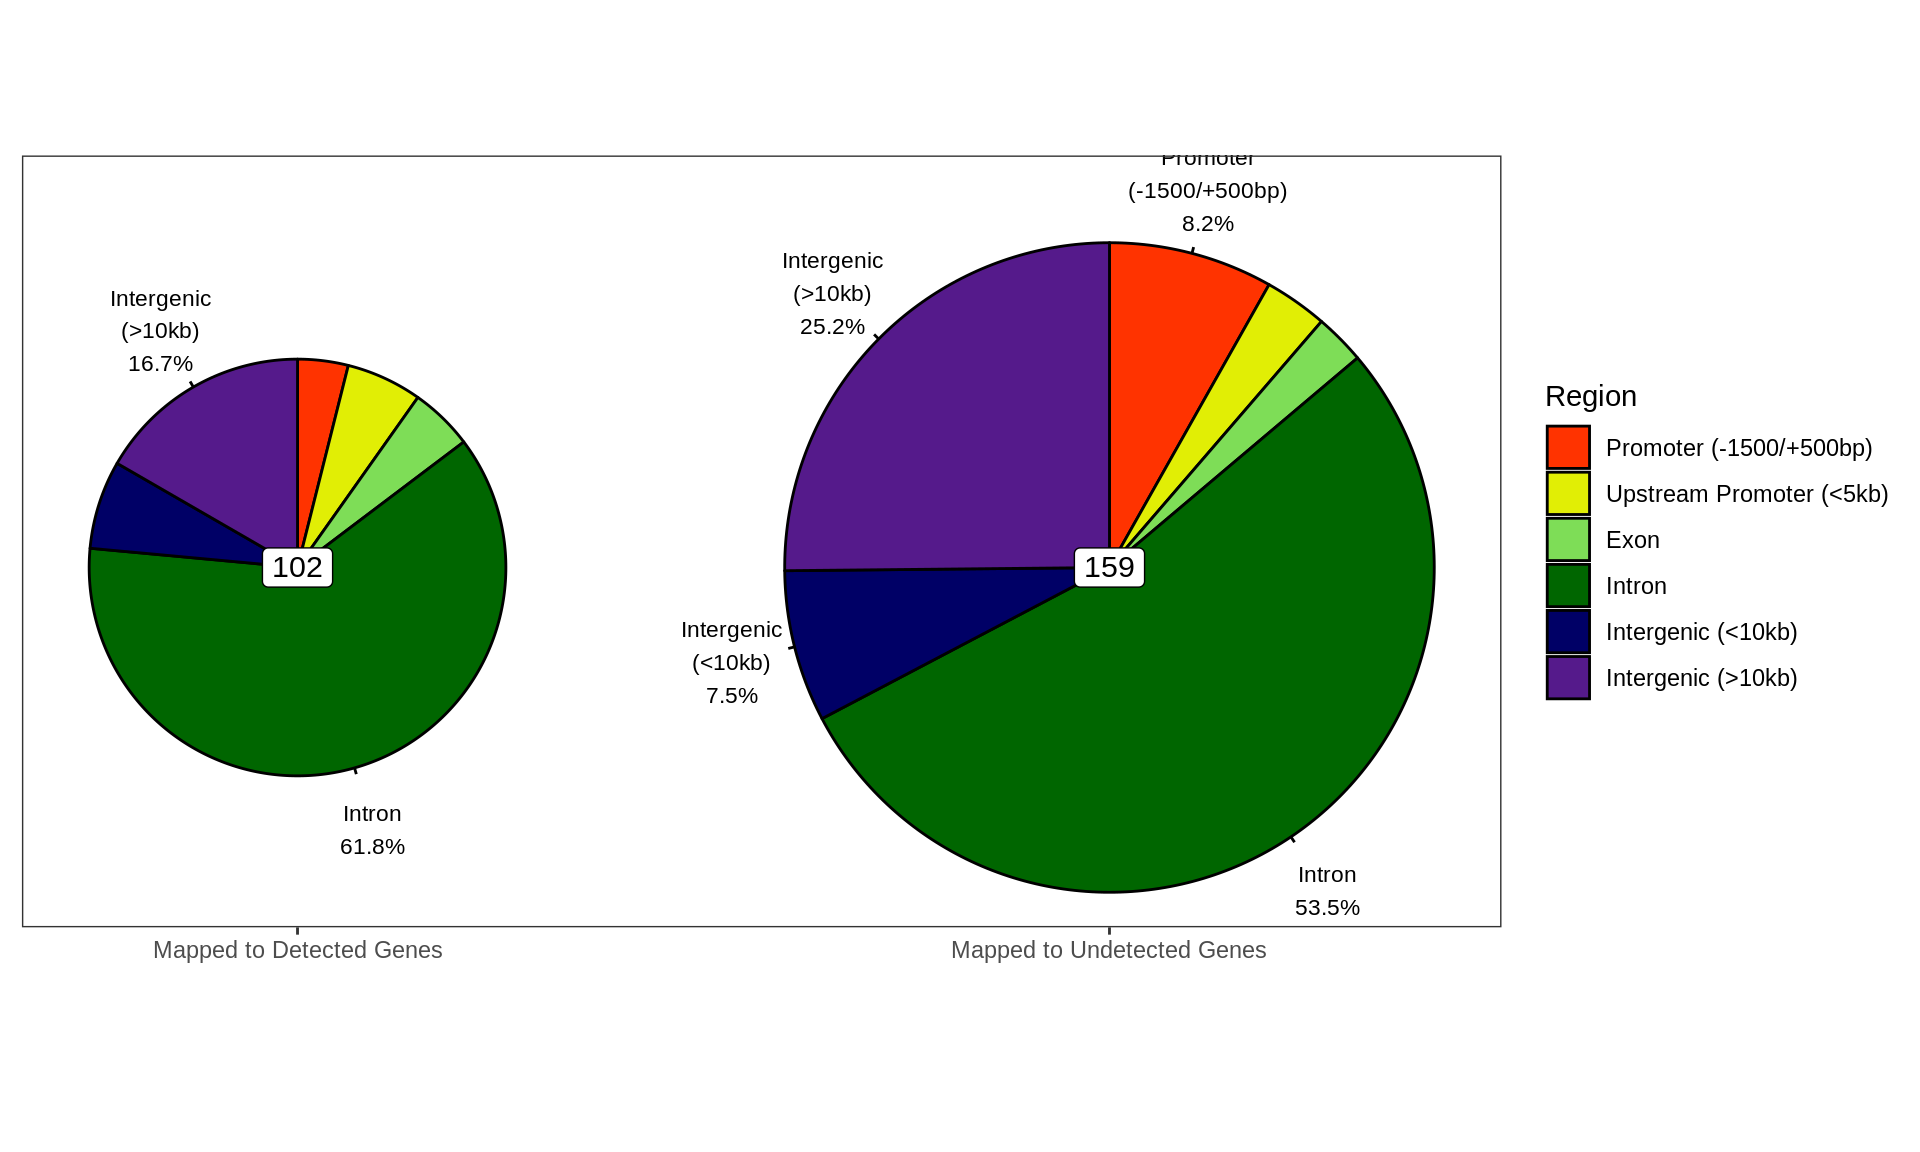 Promoter
(-1500/+500bp)
8.2%
Intergenic
(>10kb)
25.2%
Intergenic
(>10kb)
16.7%
102
159
Intergenic
(<10kb)
7.5%
Intron
61.8%
Intron
53.5%
Mapped to Detected Genes
Mapped to Undetected Genes
Region
Promoter (-1500/+500bp)
Upstream Promoter (<5kb)
Exon
Intron
Intergenic (<10kb)
Intergenic (>10kb)